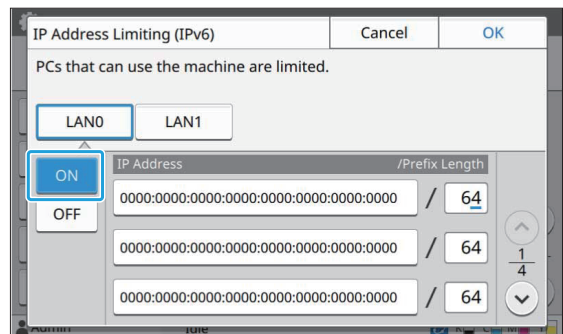 IP Address Limiting (IPv6) Cancel OK
PCs that can use the machine are limited.
LAN0 LAN1
IP Address /Prefix Length
ON
0000:0000:0000:0000:0000:0000:0000:0000 / 64
OFF
0000:0000:0000:0000:0000:0000:0000:0000 / 64
1
4
0000:0000:0000:0000:0000:0000:0000:0000 / 64
Admin Idle